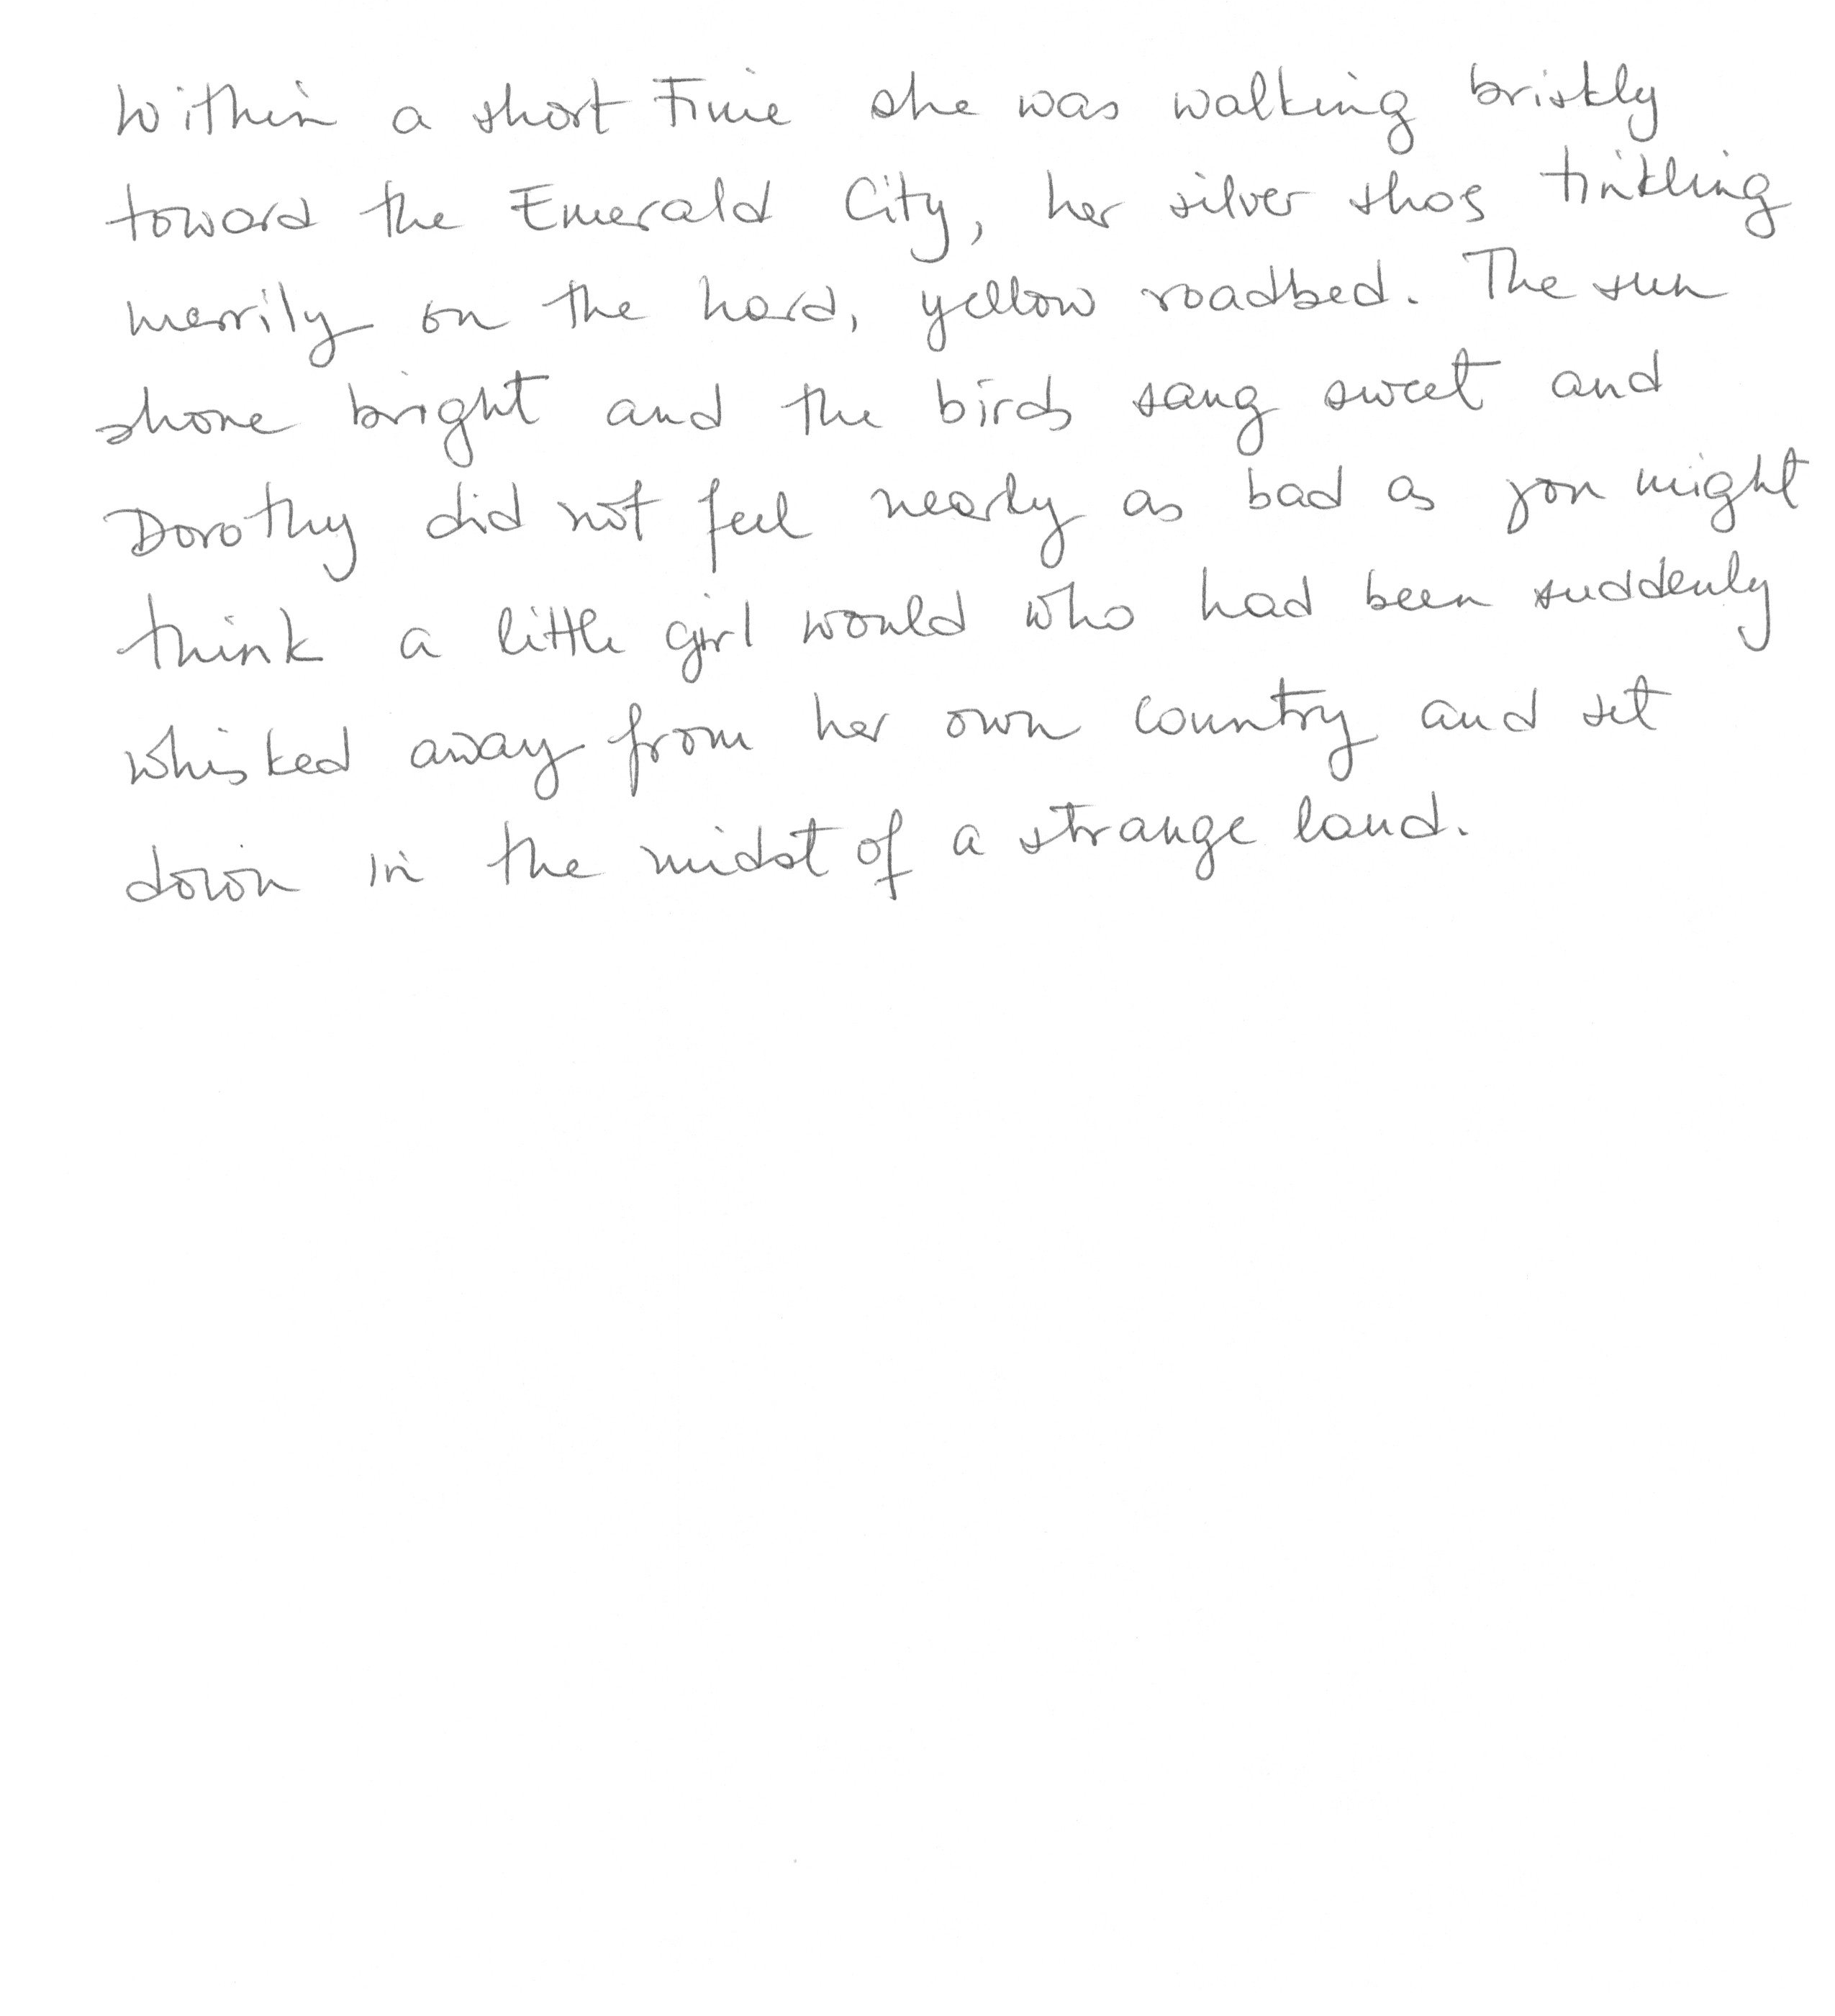 Within a short time she was walking briskly
toward the Emerald City, her silver shos tinkling
merrily on the hard, yellow roadbed. The sun
shone bright and the birds sang sweet and
Dorothy did not feel nearly as bad as you might
think a little girl would who had been suddenly
whisked away from her own country and set
down in the midst of a strange land.